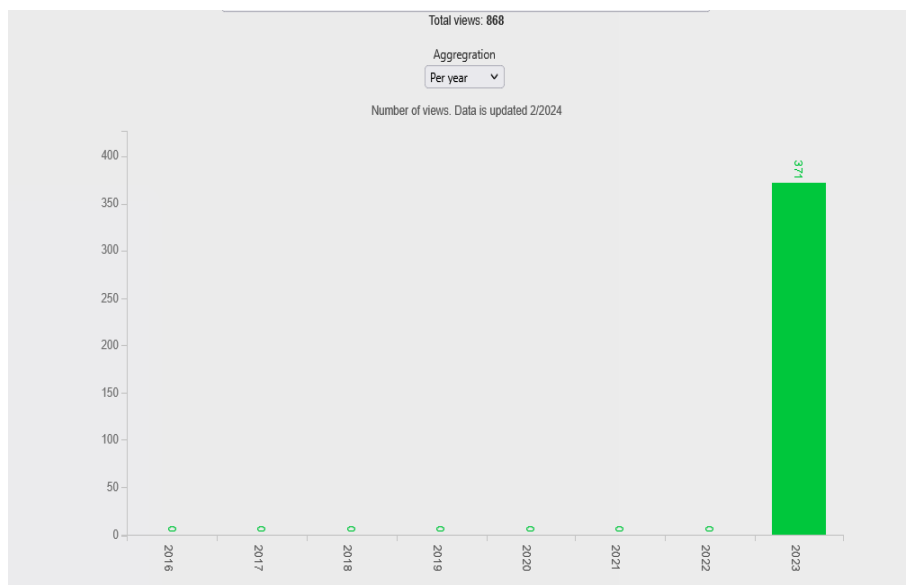 Total views: 868
Aggregration
Per year
Number of views. Data is updated 2/2024
400
350
300
250
200
150
100
50
0
371
0 0 0 0 0 0 0
2016 2017 2018 2019 2020 2021 2022 2023